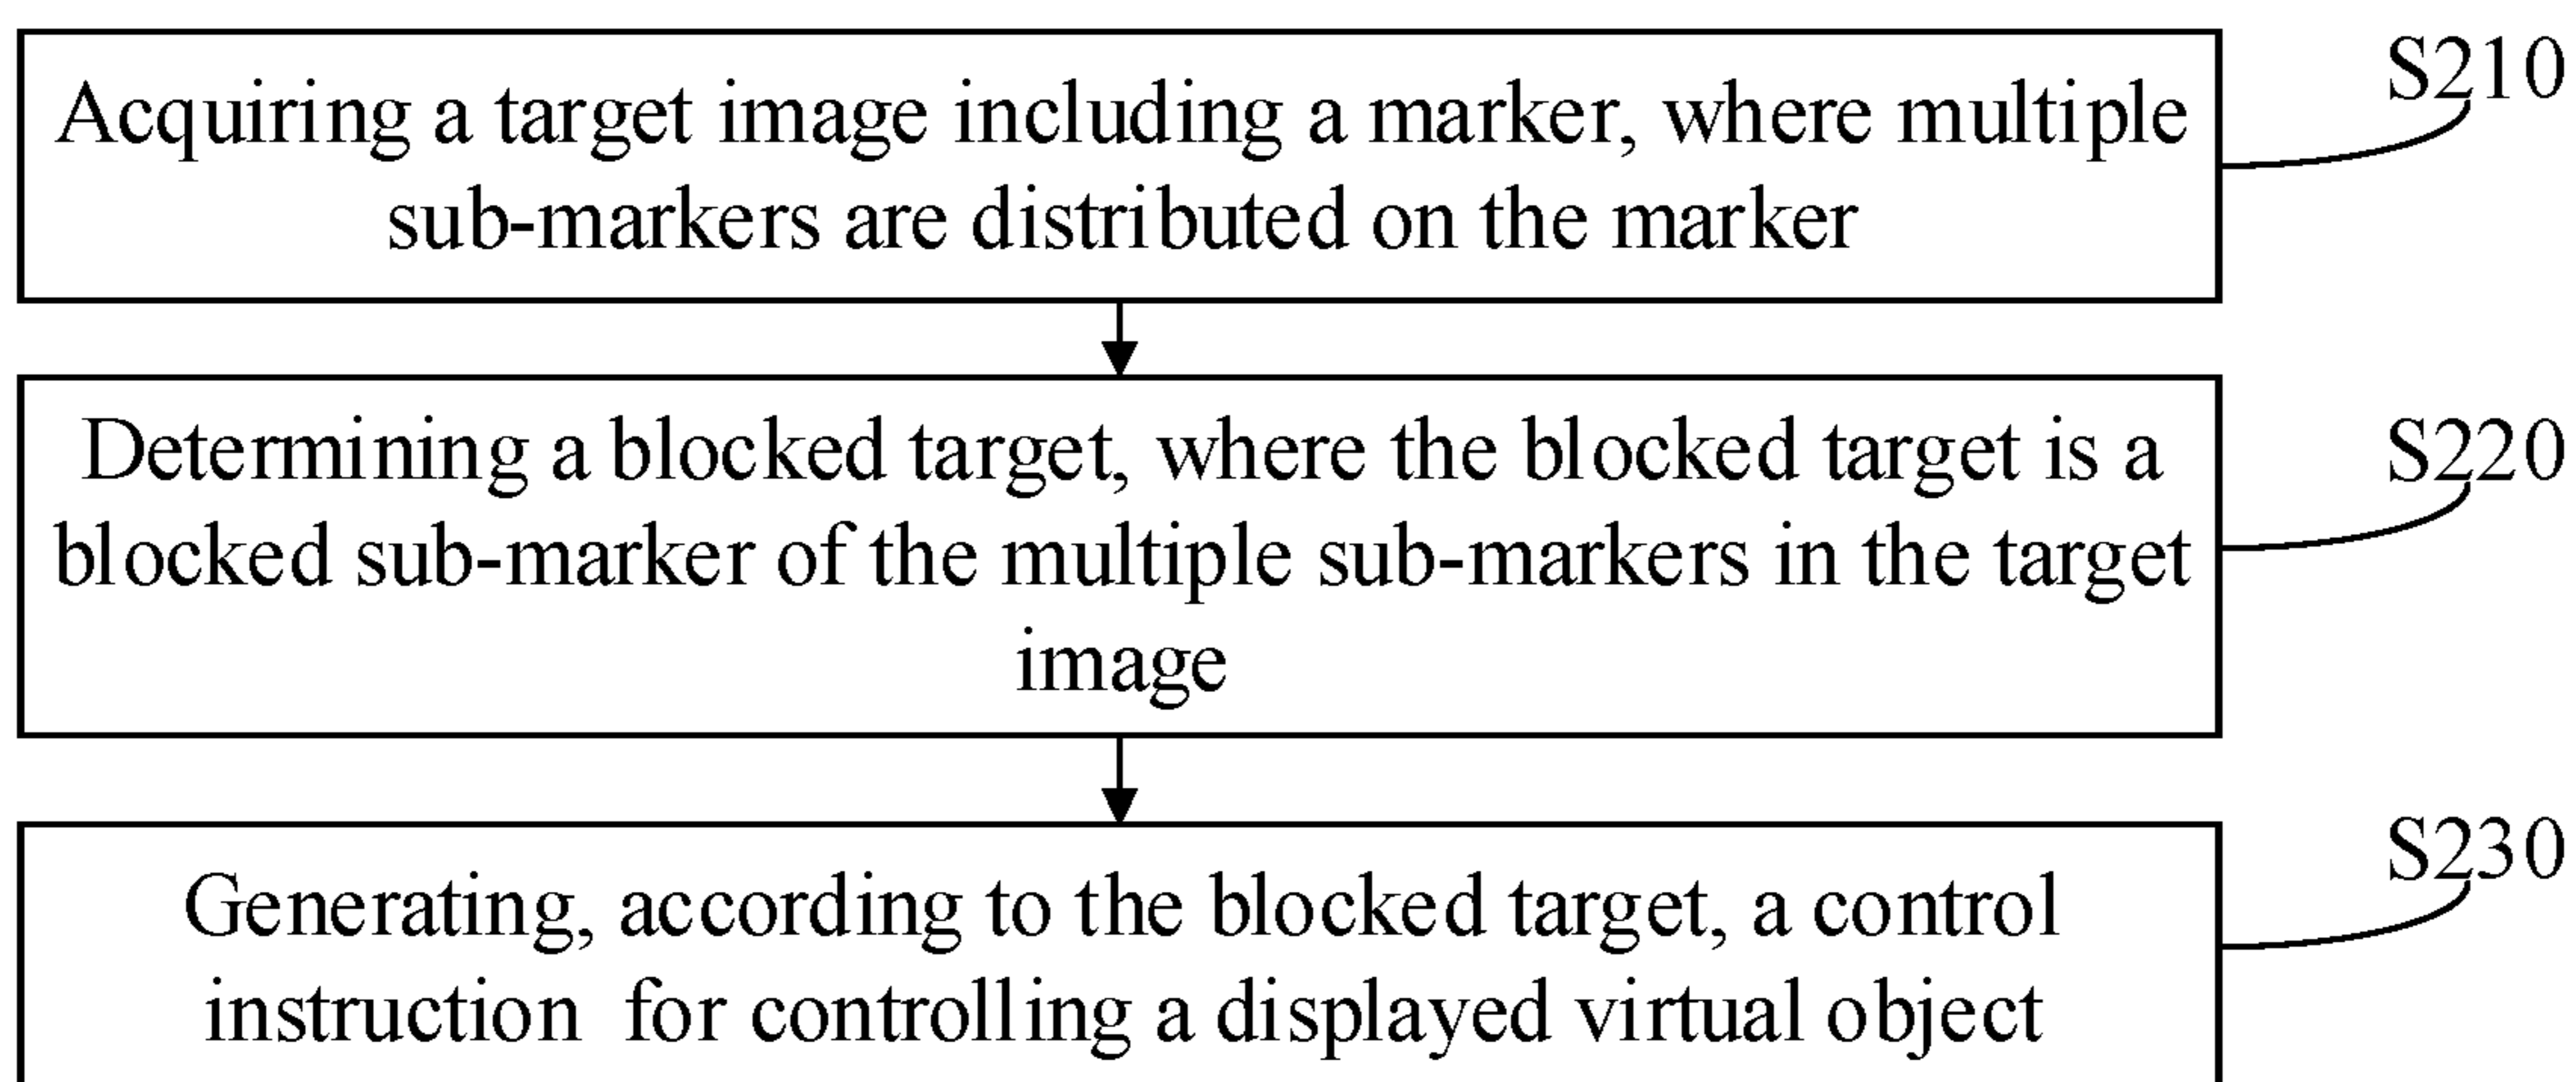 Acquiring a target image including a marker, where multiple
sub-markers are distributed on the marker
S210
Determining a blocked target, where the blocked target is a
blocked sub-marker of the multiple sub-markers in the target
image
S220
Generating, according to the blocked target, a control
instruction for controlling a displayed virtual object
S230